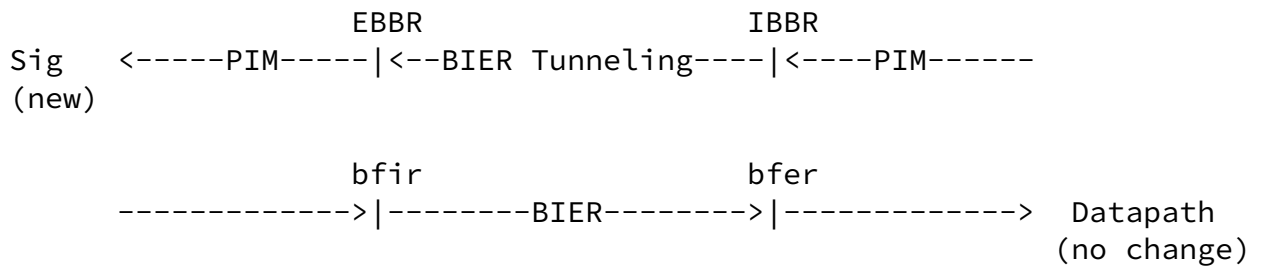 EBBR                   IBBR
Sig    <-----PIM-----|<--BIER Tunneling----|<----PIM------
(new)
                    bfir                   bfer
       ------------->|--------BIER-------->|-------------> Datapath
(no change)